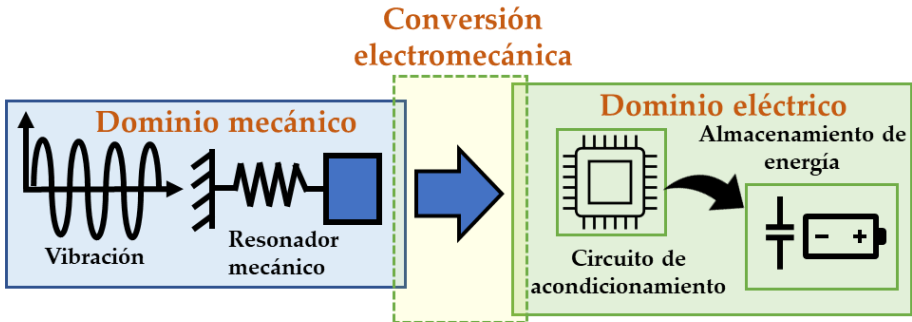 Conversión
electromecánica
Dominio mecánico
Vibración
Resonador
mecánico
Dominio eléctrico
Almacenamiento de
energía
Circuito de
acondicionamiento